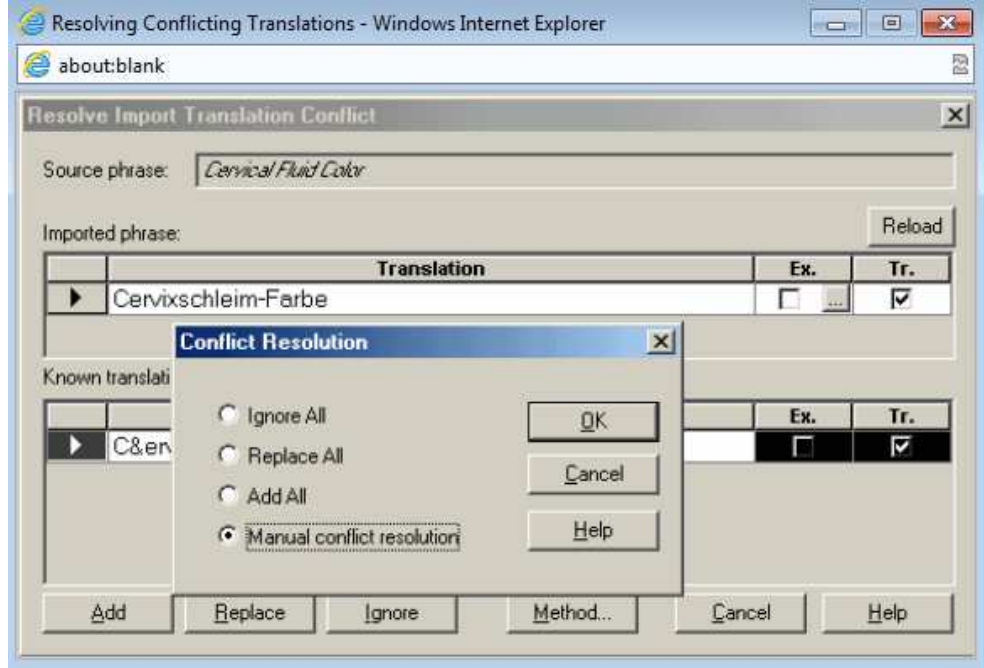 Resolving Conflicting Translations - Windows Internet Explorer
about:blank
Resolve Import Translation Conflict
Source phrase: Cervical Fluid Color
Reload
Imported phrase:
Translation Ex. Tr.
Cervixschleim-Farbe ...
Conflict Resolution
Known translati
Ignore All OK
Ex. Tr.
C&erv
Replace All
Cancel
Add All
Manual conflict resolution Help
Add Replace Ignore Method... Cancel Help